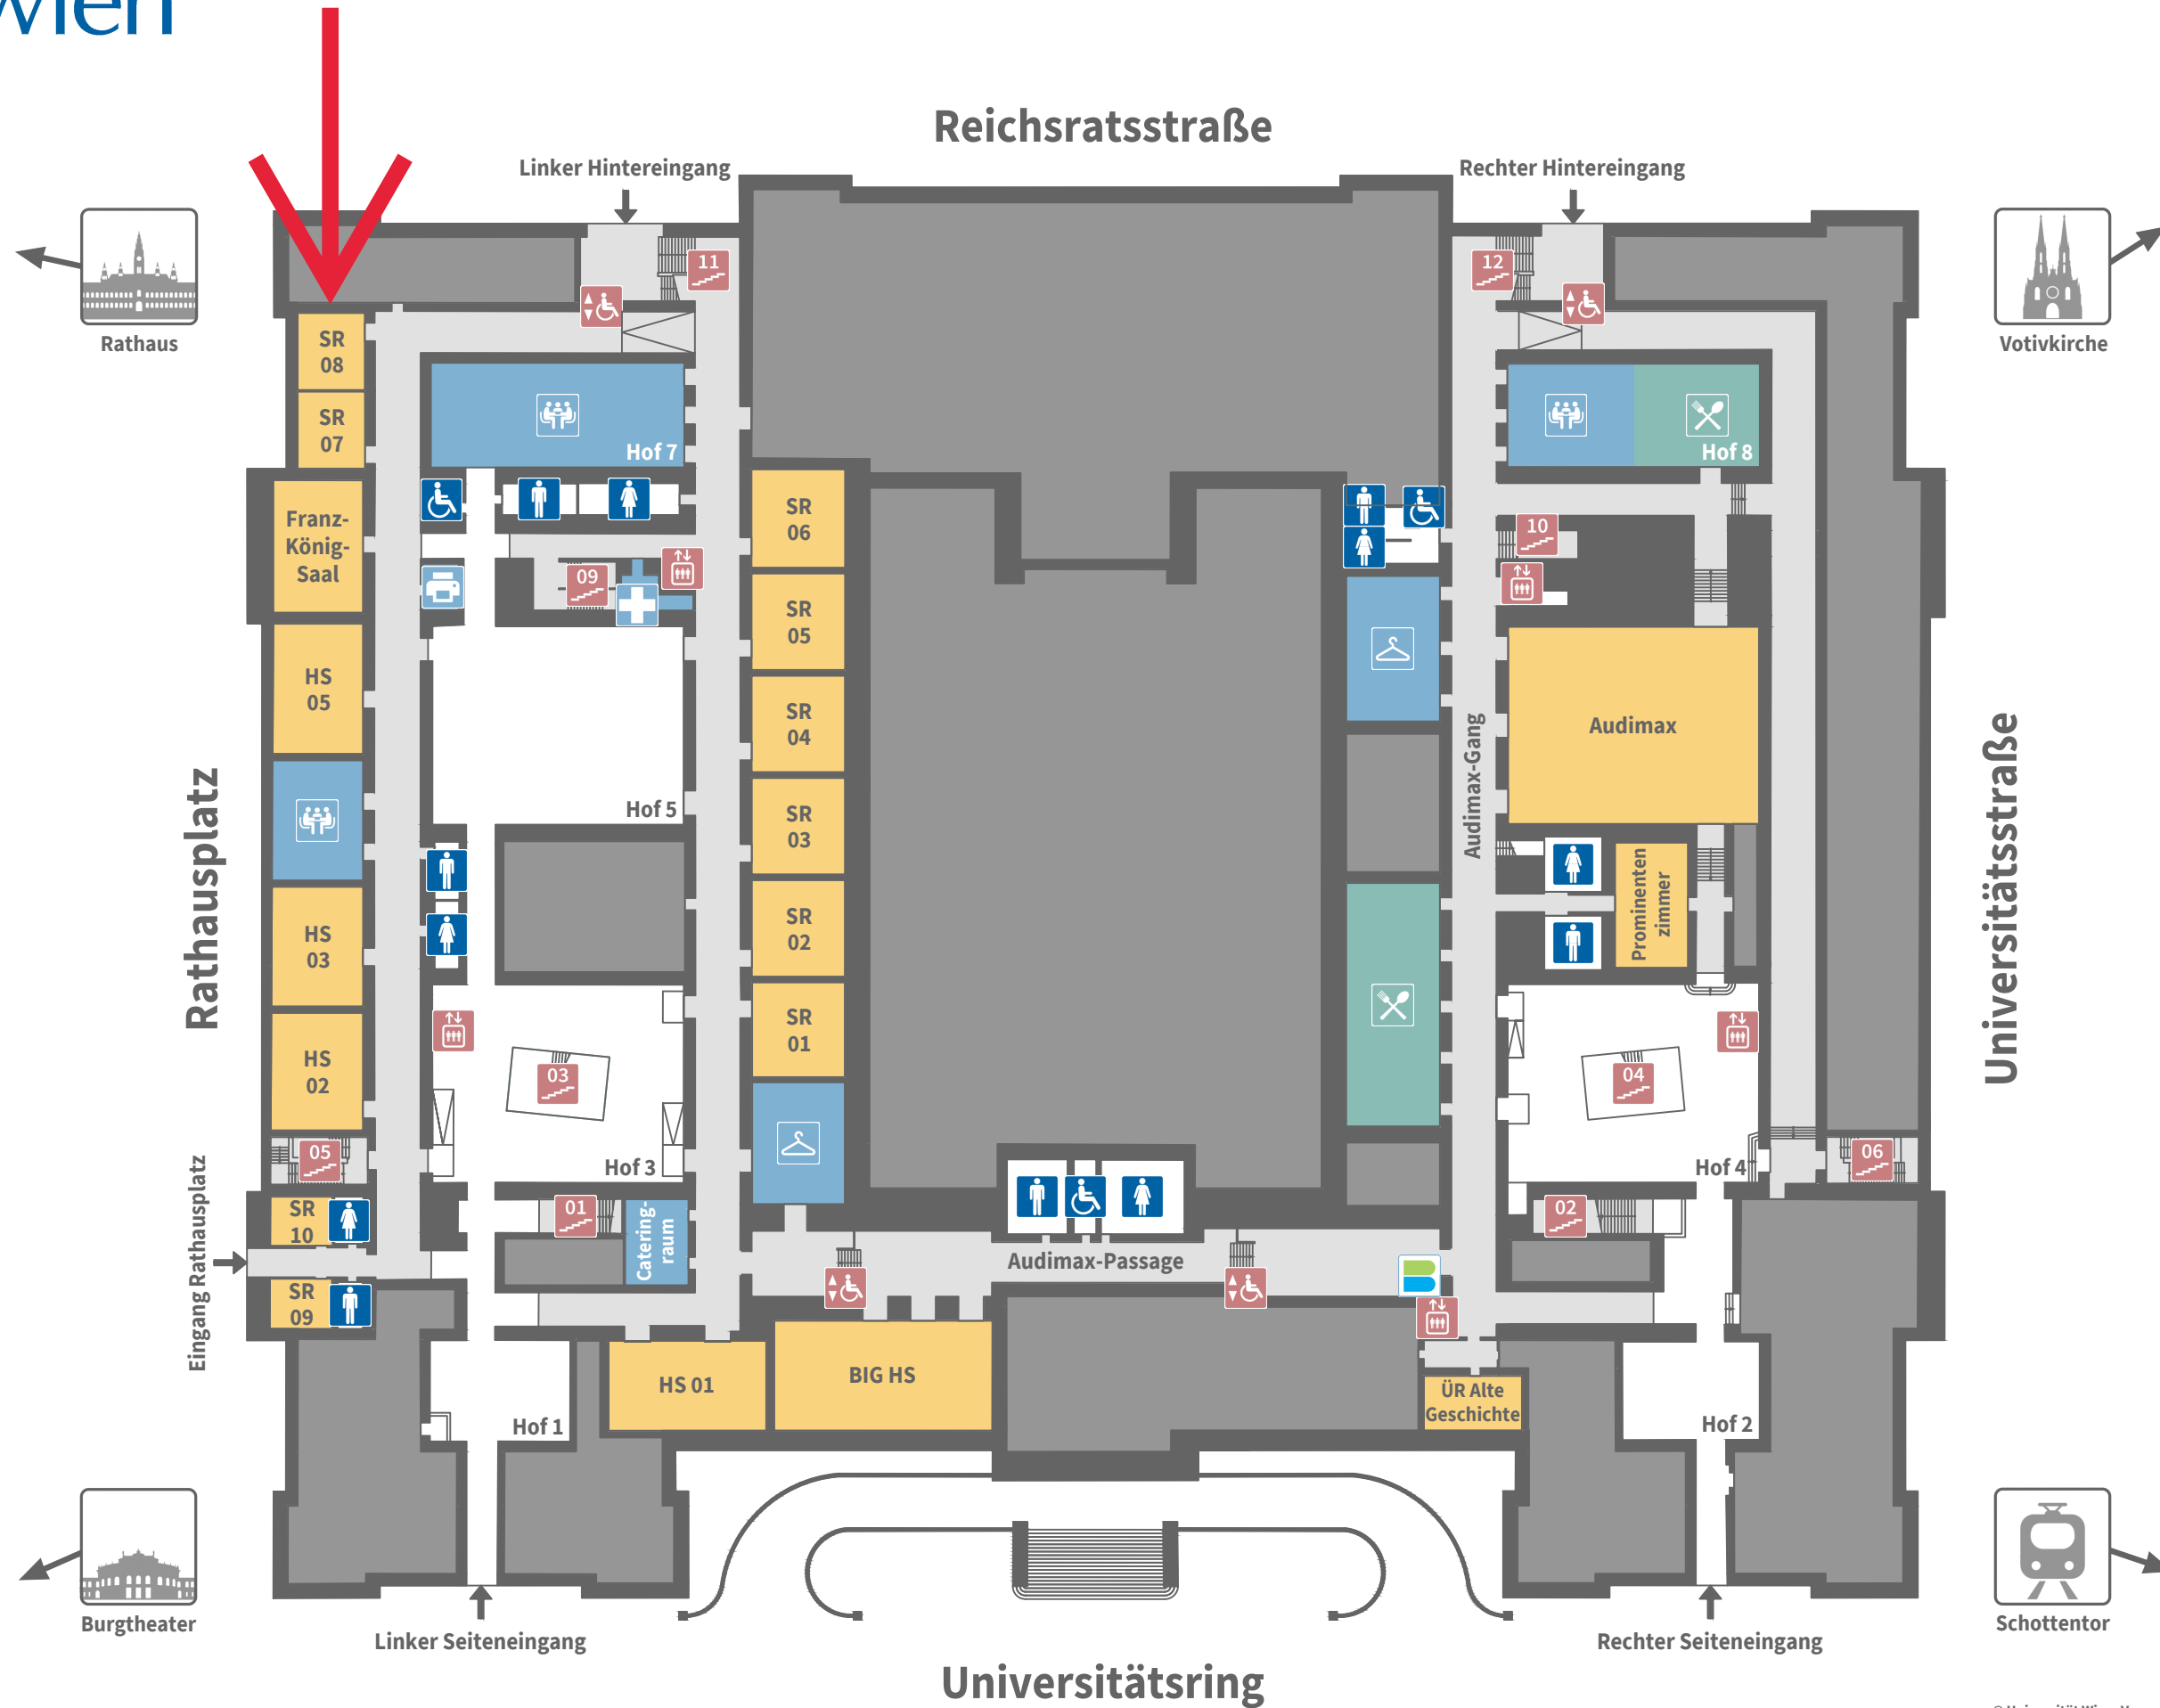 wien
Reichsratsstraße
Linker Hintereingang
Rechter Hintereingang
11
12
Rathaus
Votivkirche
SR
08
SR
07
Hof 7
Hof 8
Franz-
König-
Saal
SR
06
10
09
SR
05
HS
05
SR
04
Audimax
Audimax-Gang
Rathausplatz
Universitätsstraße
Hof 5
SR
03
HS
03
SR
02
Prominenten
zimmer
SR
01
HS
02
03
04
05
Hof 3
Hof 4
06
Eingang Rathausplatz
SR
10
01
Catering-
raum
02
Audimax-Passage
SR
09
HS 01
BIG HS
ÜR Alte
Geschichte
Hof 1
Hof 2
Burgtheater
Schottentor
Linker Seiteneingang
Rechter Seiteneingang
Universitätsring